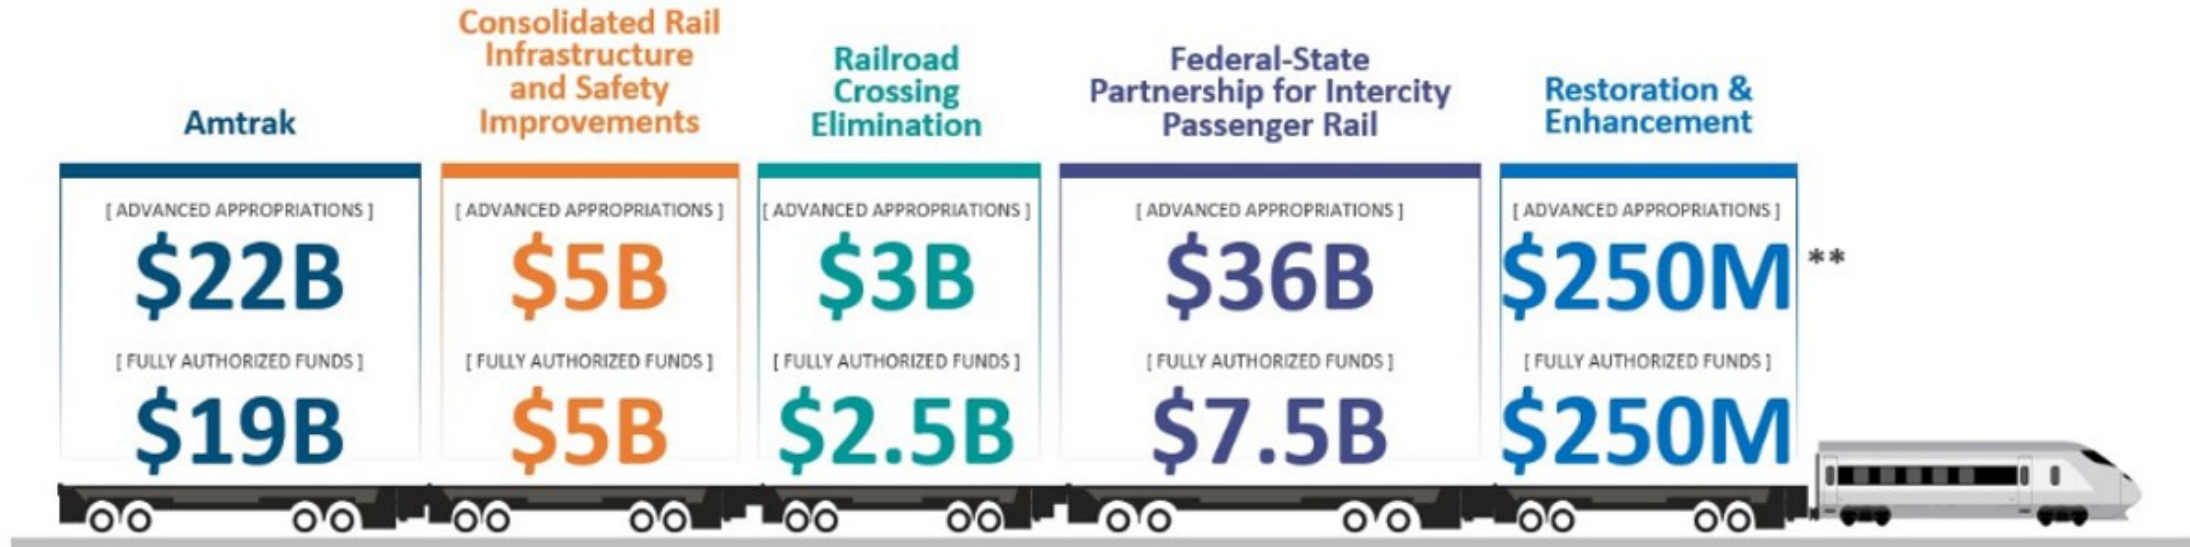 Amtrak
[ ADVANCED APPROPRIATIONS ]
$22B
[ FULLY AUTHORIZED FUNDS ]
$19B
Consolidated Rail
Infrastructure
and Safety
Improvements
[ ADVANCED APPROPRIATIONS ]
$5B
[ FULLY AUTHORIZED FUNDS ]
$5B
Railroad
Crossing
Elimination
[ ADVANCED APPROPRIATIONS ]
$3B
[ FULLY AUTHORIZED FUNDS ]
$2.5B
Federal-State
Partnership for Intercity
Passenger Rail
[ ADVANCED APPROPRIATIONS ]
$36B
[ FULLY AUTHORIZED FUNDS ]
$7.5B
Restoration &
Enhancement
[ ADVANCED APPROPRIATIONS ]
$250M **
[ FULLY AUTHORIZED FUNDS ]
$250M